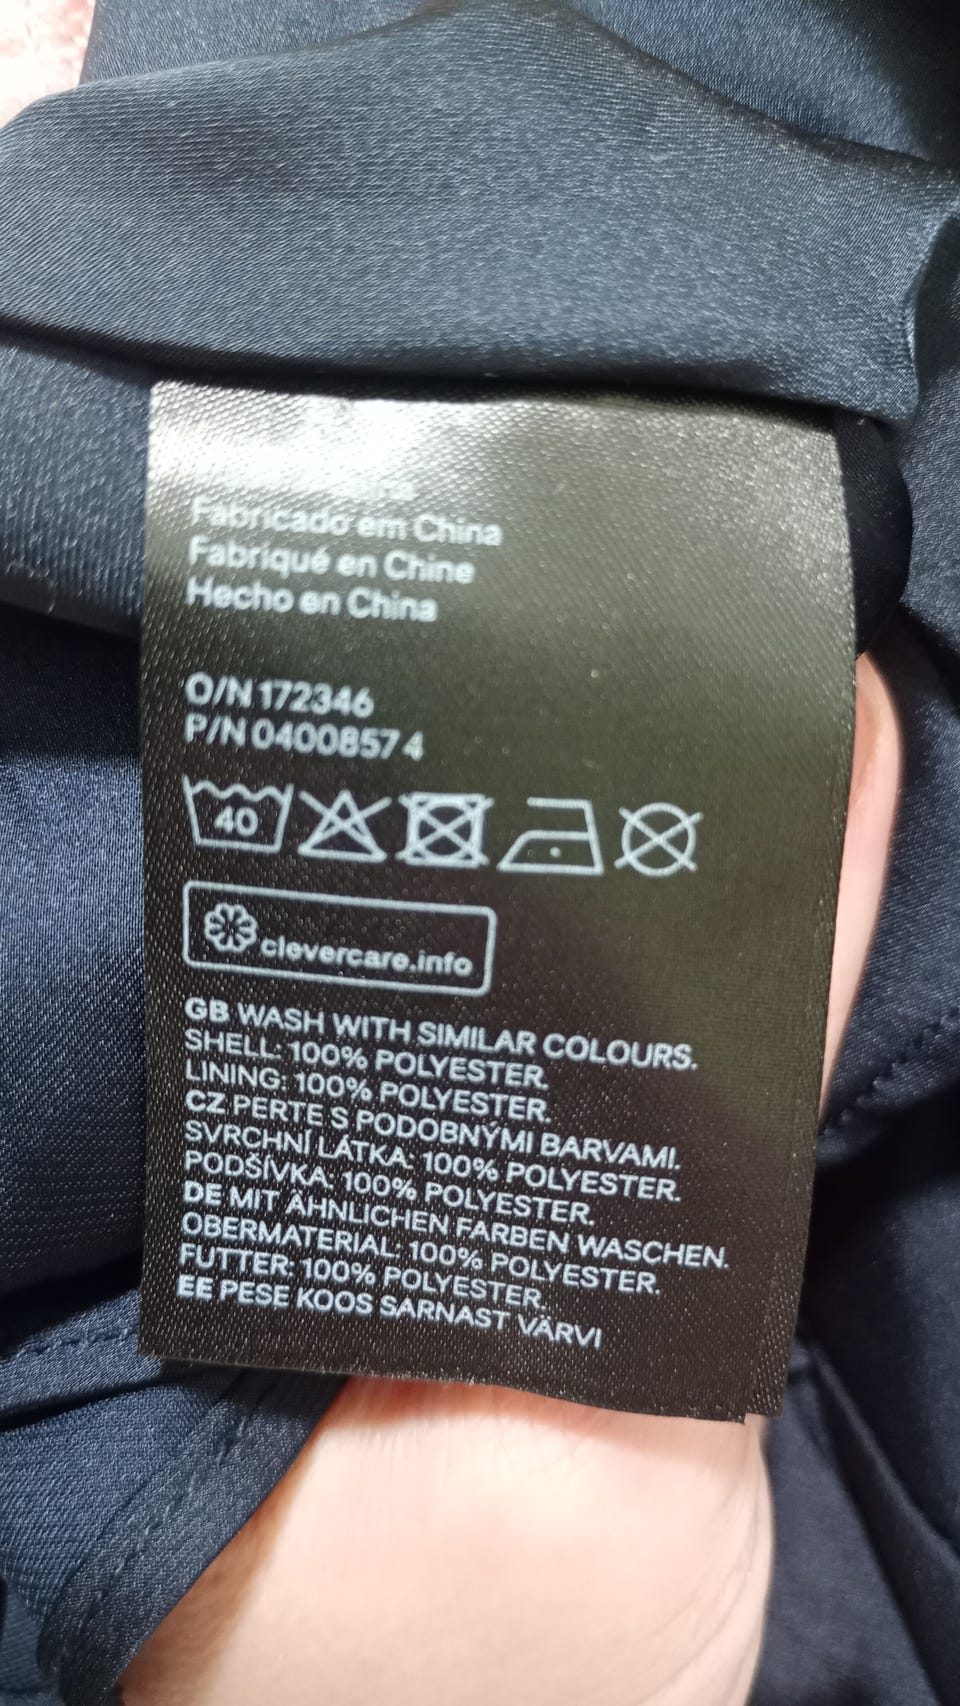 Fabricado em China
Fabriqué en Chine
Hecho en China
O/N 172346
P/N 04008574
40
clevercare.info
GB WASH WITH SIMILAR COLOURS.
SHELL: 100% POLYESTER.
LINING: 100% POLYESTER.
CZ PERTE S PODOBNÝMI BARVAMI.
SVRCHNÍ LÁTKA: 100% POLYESTER.
PODŠÍVKA: 100% POLYESTER.
DE MIT ÄHNLICHEN FARBEN WASCHEN.
OBERMATERIAL: 100% POLYESTER.
FUTTER: 100% POLYESTER.
EE PESE KOOS SARNAST VÄRVI